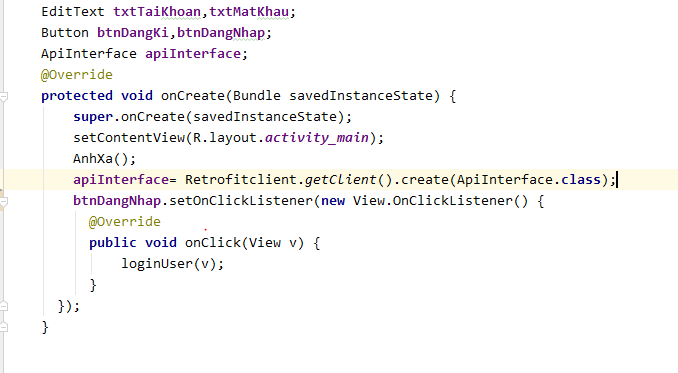 EditText txtTaiKhoan,txtMatKhau;
Button btnDangKi,btnDangNhap;
ApiInterface apiInterface;
@Override
protected void onCreate(Bundle savedInstanceState) {
super.onCreate(savedInstanceState);
setContentView(R.layout.activity_main);
AnhXa();
apiInterface= Retrofitclient.getClient().create(ApiInterface.class);
btnDangNhap.setOnClickListener(new View.OnClickListener() {
@Override
public void onClick(View v) {
loginUser(v);
}
});
}